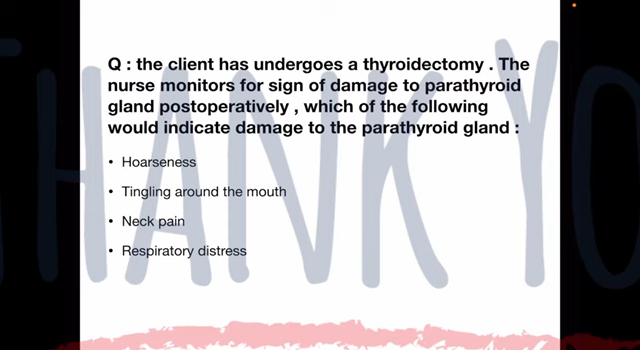 THANK YO
Q : the client has undergoes a thyroidectomy . The
nurse monitors for sign of damage to parathyroid
gland postoperatively , which of the following
would indicate damage to the parathyroid gland :
• Hoarseness
• Tingling around the mouth
• Neck pain
• Respiratory distress